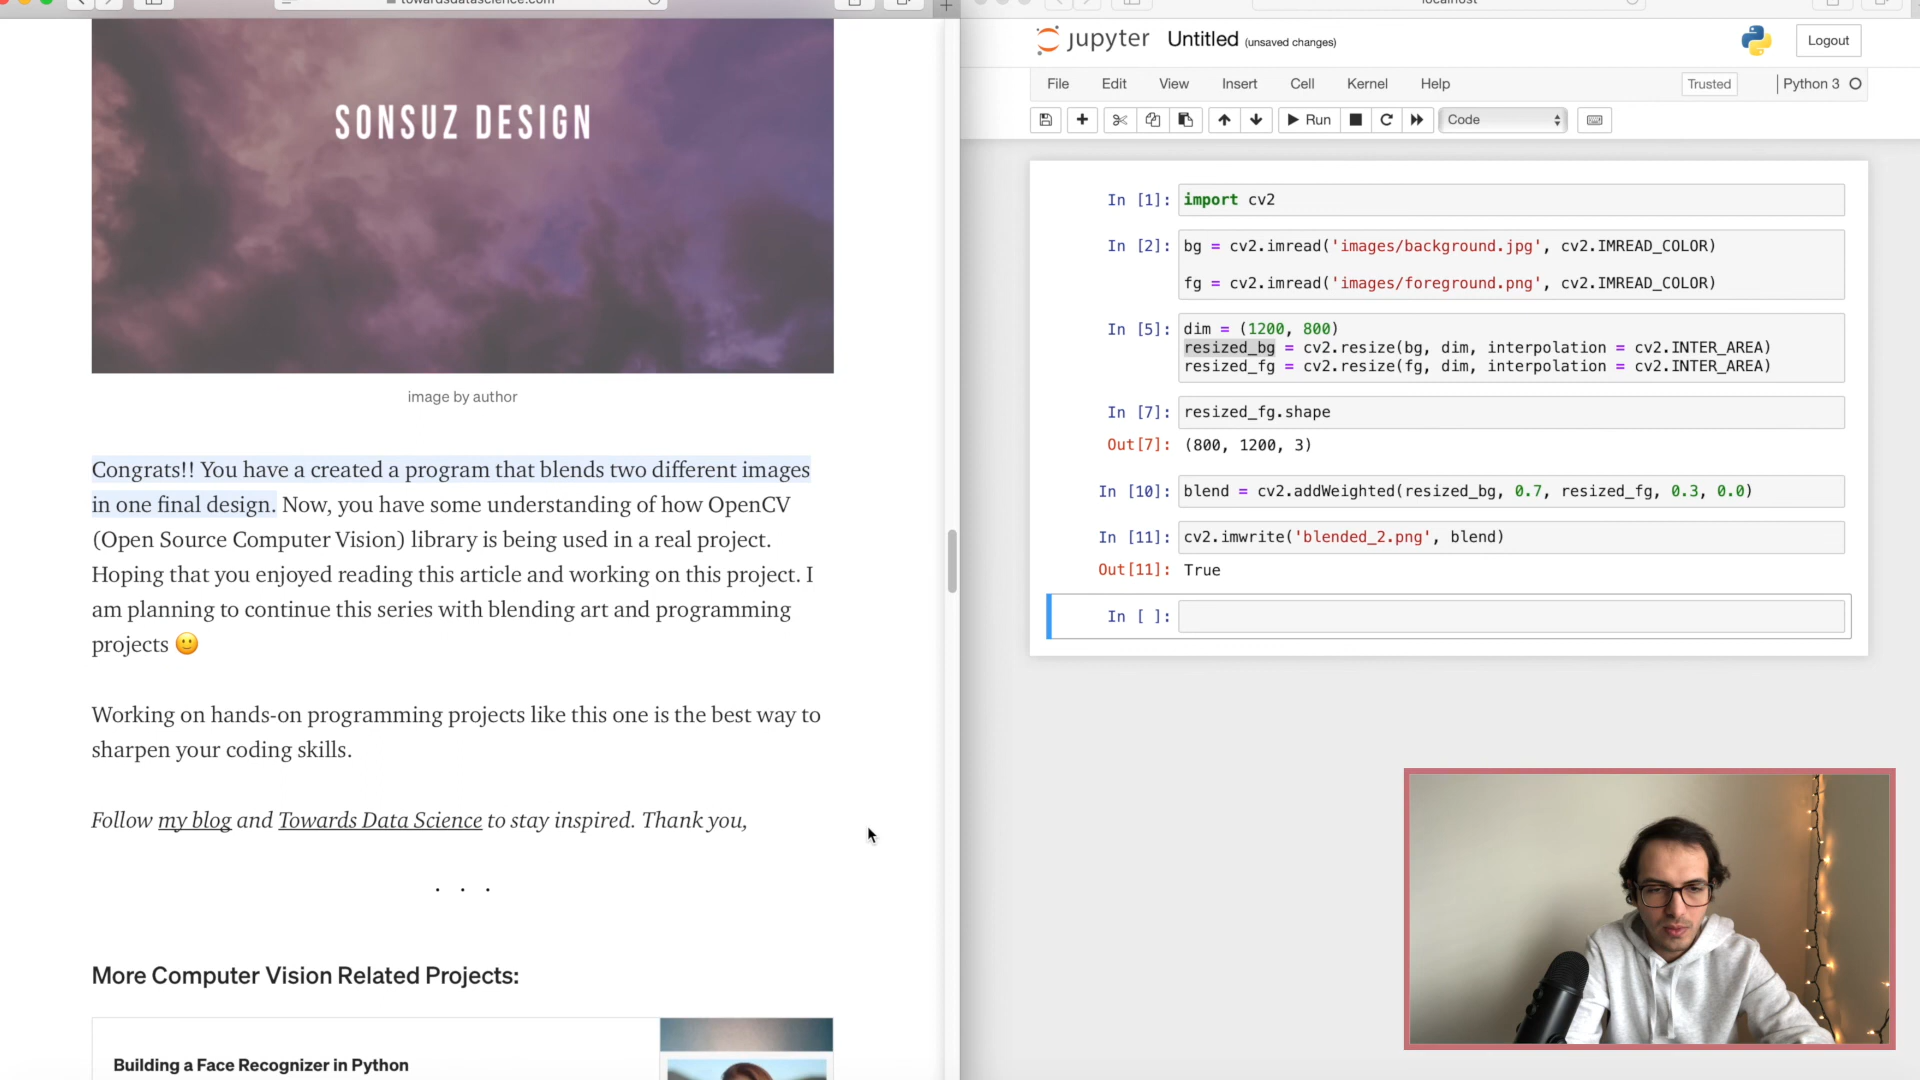 towardsdatascience.com
SONSUZ DESIGN
image by author
Congrats!! You have a created a program that blends two different images
in one final design. Now, you have some understanding of how OpenCV
(Open Source Computer Vision) library is being used in a real project.
Hoping that you enjoyed reading this article and working on this project. I
am planning to continue this series with blending art and programming
projects 🙂
Working on hands-on programming projects like this one is the best way to
sharpen your coding skills.
Follow my blog and Towards Data Science to stay inspired. Thank you,
. . .
More Computer Vision Related Projects:
Building a Face Recognizer in Python
localhost
jupyter Untitled (unsaved changes)
Logout
File Edit View Insert Cell Kernel Help
Trusted
Python 3
Run
Code
In [1]: import cv2
In [2]: bg = cv2.imread('images/background.jpg', cv2.IMREAD_COLOR)
fg = cv2.imread('images/foreground.png', cv2.IMREAD_COLOR)
In [5]: dim = (1200, 800)
resized_bg = cv2.resize(bg, dim, interpolation = cv2.INTER_AREA)
resized_fg = cv2.resize(fg, dim, interpolation = cv2.INTER_AREA)
In [7]: resized_fg.shape
Out[7]: (800, 1200, 3)
In [10]: blend = cv2.addWeighted(resized_bg, 0.7, resized_fg, 0.3, 0.0)
In [11]: cv2.imwrite('blended_2.png', blend)
Out[11]: True
In [ ]: